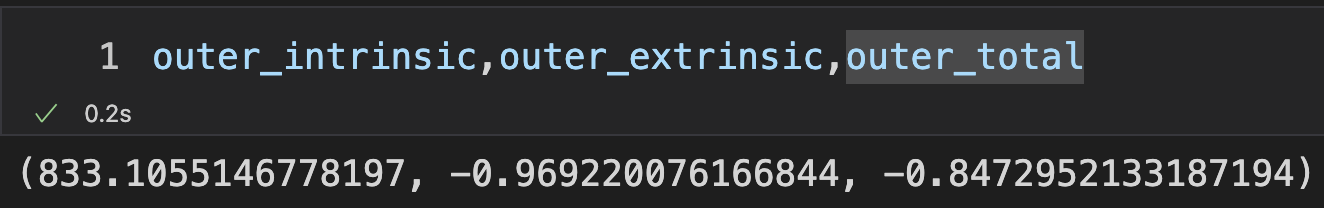 1 outer_intrinsic,outer_extrinsic,outer_total
0.2s
(833.1055146778197, -0.969220076166844, -0.8472952133187194)